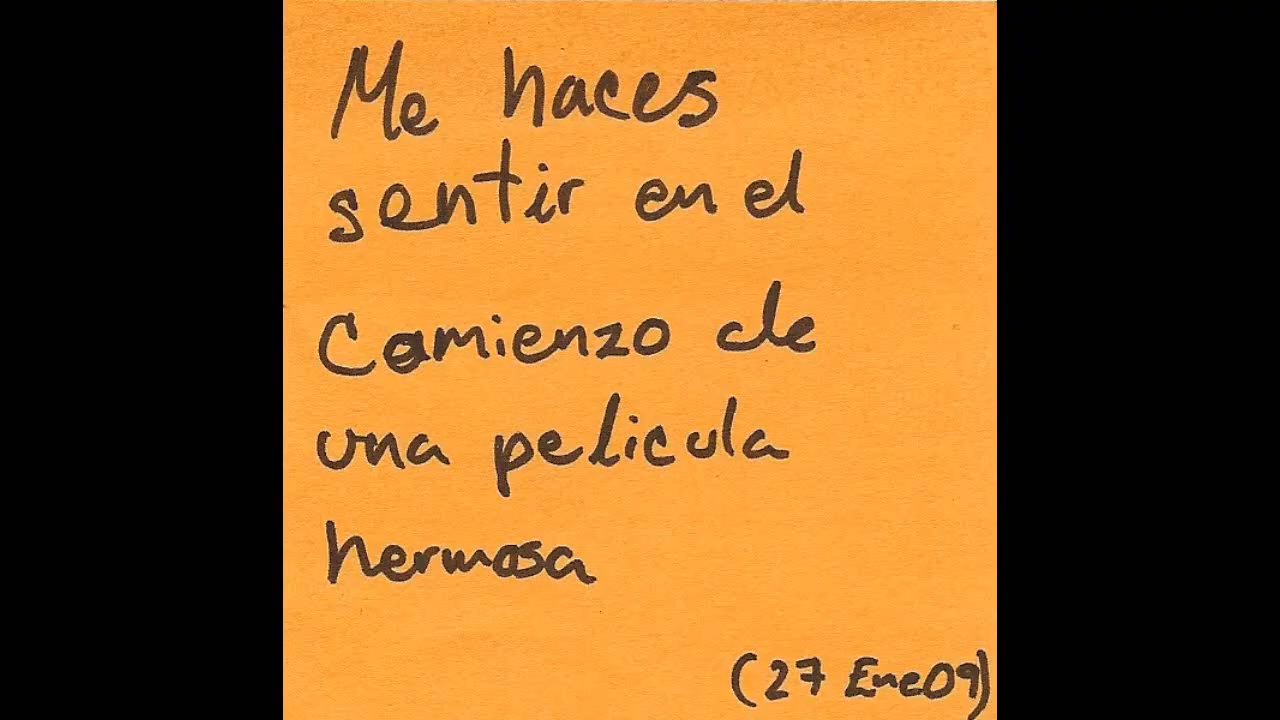 Me haces
sentir en el
Comienzo de
una pelicula
hermosa
(27 Ene09)